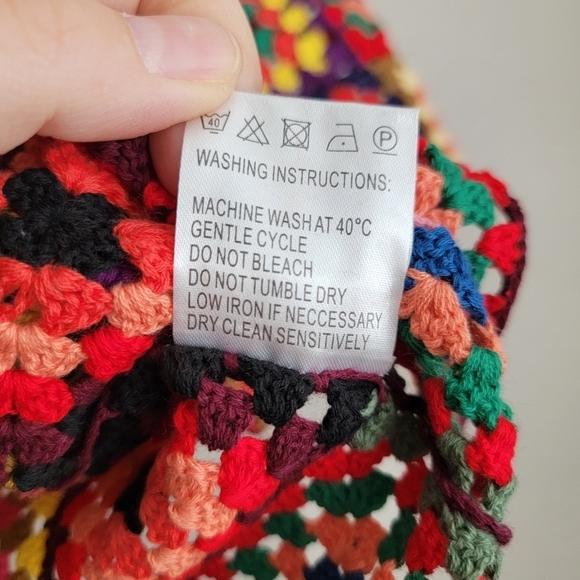 40 P
WASHING INSTRUCTIONS:
MACHINE WASH AT 40°C
GENTLE CYCLE
DO NOT BLEACH
DO NOT TUMBLE DRY
LOW IRON IF NECCESSARY
DRY CLEAN SENSITIVELY